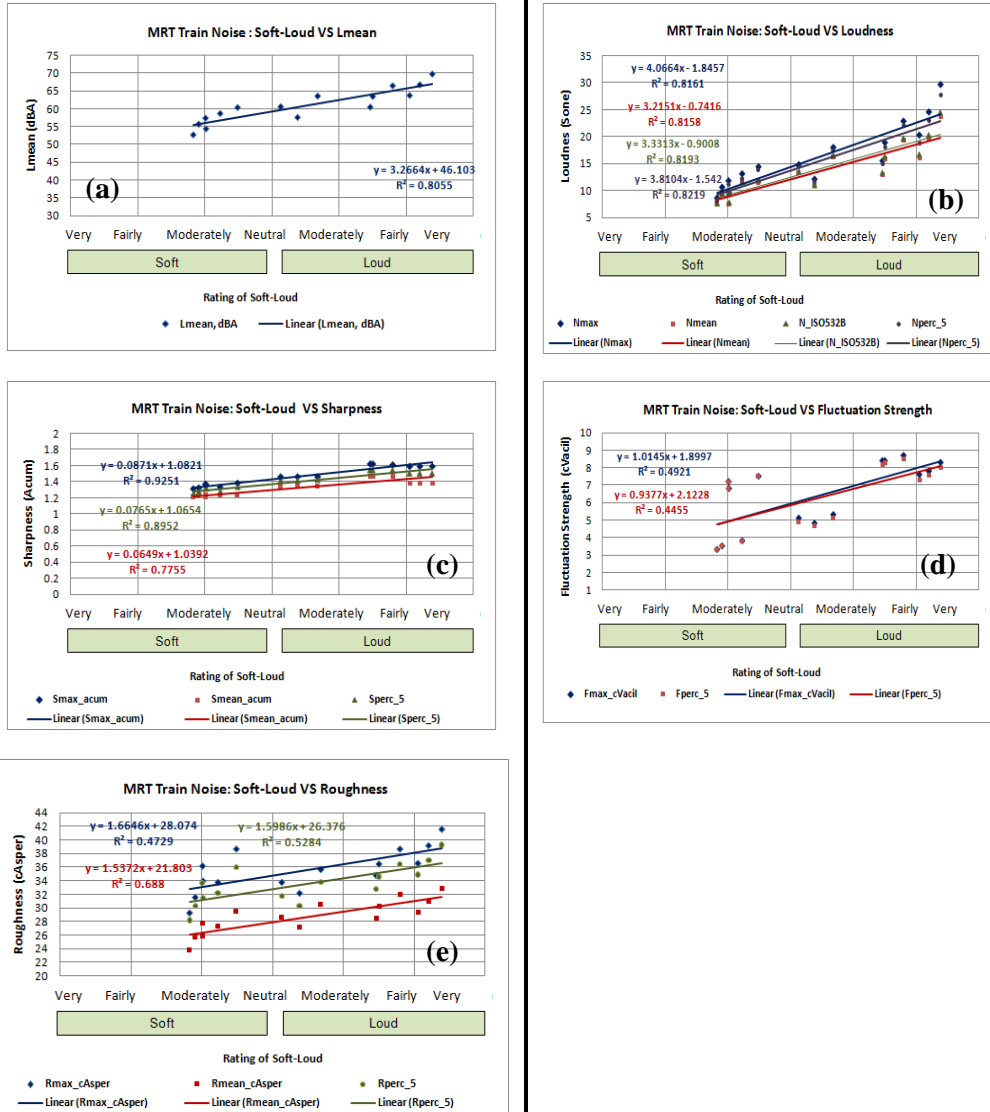 MRT Train Noise : Soft-Loud VS Lmean
Lmean (dBA)
75
70
65
60
55
50
45
40
35
30
y = 3.2664x + 46.103
R² = 0.8055
(a)
Very Fairly Moderately Neutral Moderately Fairly Very
Soft Loud
Rating of Soft-Loud
Lmean, dBA Linear (Lmean, dBA)
MRT Train Noise: Soft-Loud VS Loudness
Loudnes (Sone)
35
30
25
20
15
10
5
y = 4.0664x - 1.8457
R² = 0.8161
y = 3.2151x - 0.7416
R² = 0.8158
y = 3.3313x - 0.9008
R² = 0.8193
y = 3.8104x - 1.542
R² = 0.8219
(b)
Very Fairly Moderately Neutral Moderately Fairly Very
Soft Loud
Rating of Soft-Loud
Nmax Nmean N_ISO532B Nperc_5
Linear (Nmax) Linear (Nmean) Linear (N_ISO532B) Linear (Nperc_5)
MRT Train Noise: Soft-Loud VS Sharpness
Sharpness (Acum)
2
1.8
1.6
1.4
1.2
1
0.8
0.6
0.4
0.2
0
y = 0.0871x + 1.0821
R² = 0.9251
y = 0.0765x + 1.0654
R² = 0.8952
y = 0.0649x + 1.0392
R² = 0.7755
(c)
Very Fairly Moderately Neutral Moderately Fairly Very
Soft Loud
Rating of Soft-Loud
Smax_acum Smean_acum Sperc_5
Linear (Smax_acum) Linear (Smean_acum) Linear (Sperc_5)
MRT Train Noise: Soft-Loud VS Fluctuation Strength
Fluctuation Strength (cVacil)
10
9
8
7
6
5
4
3
2
1
y = 1.0145x + 1.8997
R² = 0.4921
y = 0.9377x + 2.1228
R² = 0.4455
(d)
Very Fairly Moderately Neutral Moderately Fairly Very
Soft Loud
Rating of Soft-Loud
Fmax_cVacil Fperc_5 Linear (Fmax_cVacil) Linear (Fperc_5)
MRT Train Noise: Soft-Loud VS Roughness
Roughness (cAsper)
44
42
40
38
36
34
32
30
28
26
24
22
20
y = 1.6646x + 28.074
R² = 0.4729
y = 1.5986x + 26.376
R² = 0.5284
y = 1.5372x + 21.803
R² = 0.688
(e)
Very Fairly Moderately Neutral Moderately Fairly Very
Soft Loud
Rating of Soft-Loud
Rmax_cAsper Rmean_cAsper Rperc_5
Linear (Rmax_cAsper) Linear (Rmean_cAsper) Linear (Rperc_5)